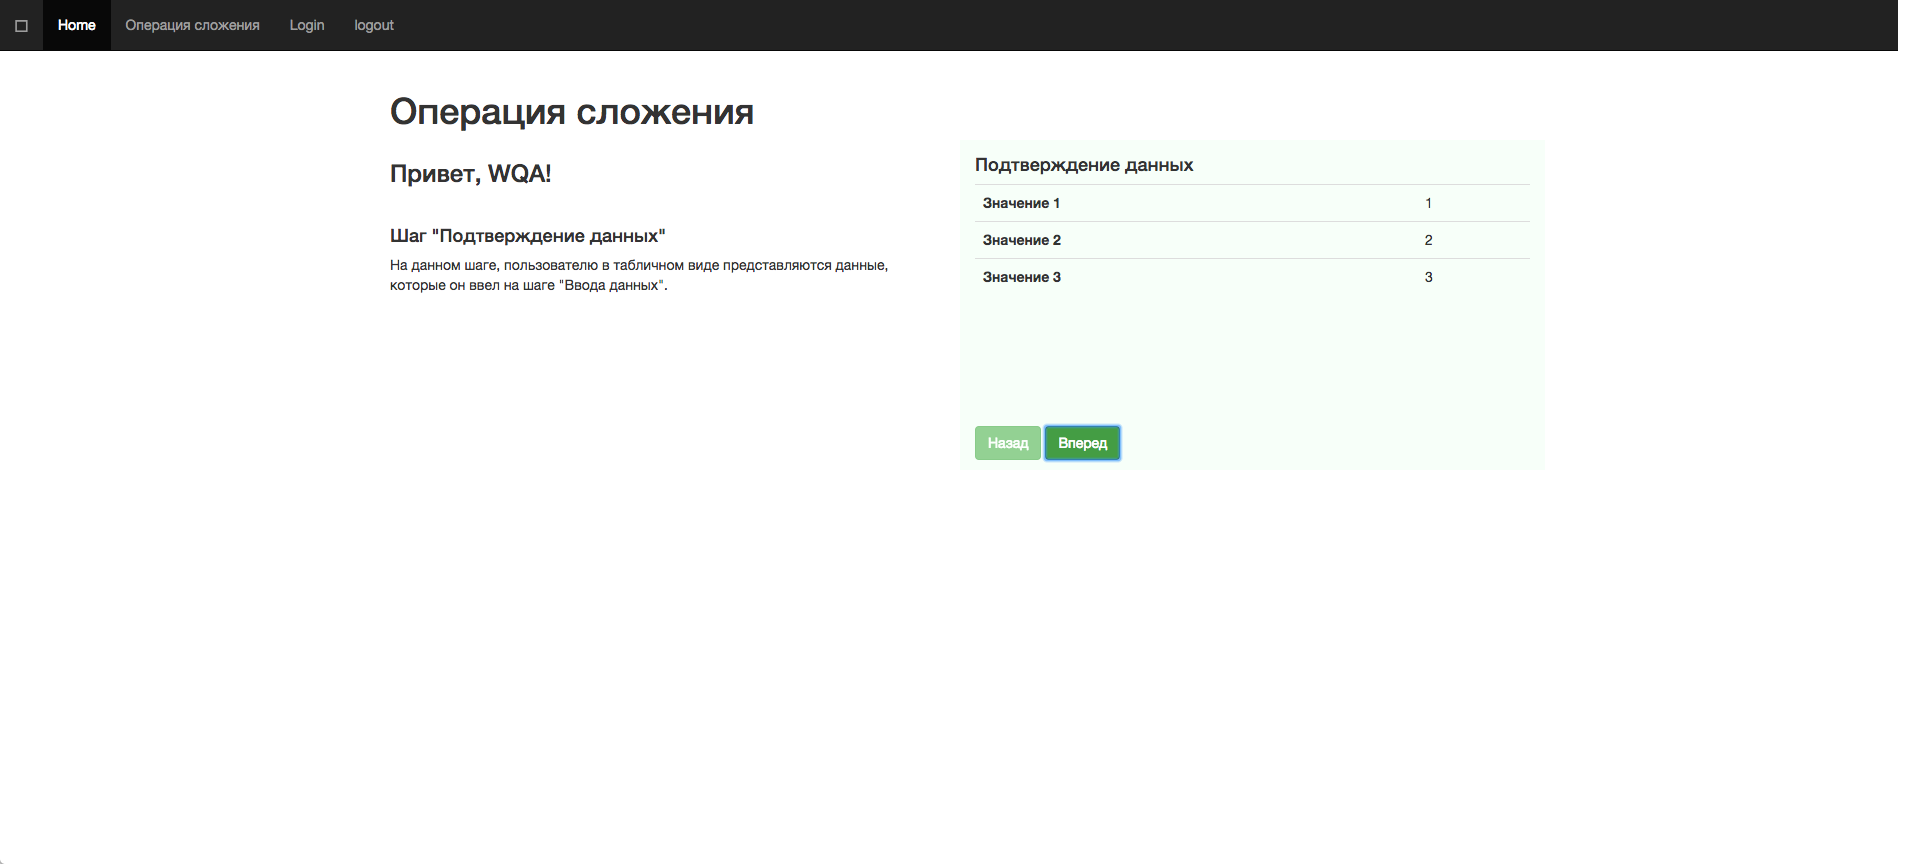 Home Операция сложения Login logout
Операция сложения
Привет, WQA!
Шаг "Подтверждение данных"
На данном шаге, пользователю в табличном виде представляются данные,
которые он ввел на шаге "Ввода данных".
Подтверждение данных
Значение 1 1
Значение 2 2
Значение 3 3
Назад Вперед